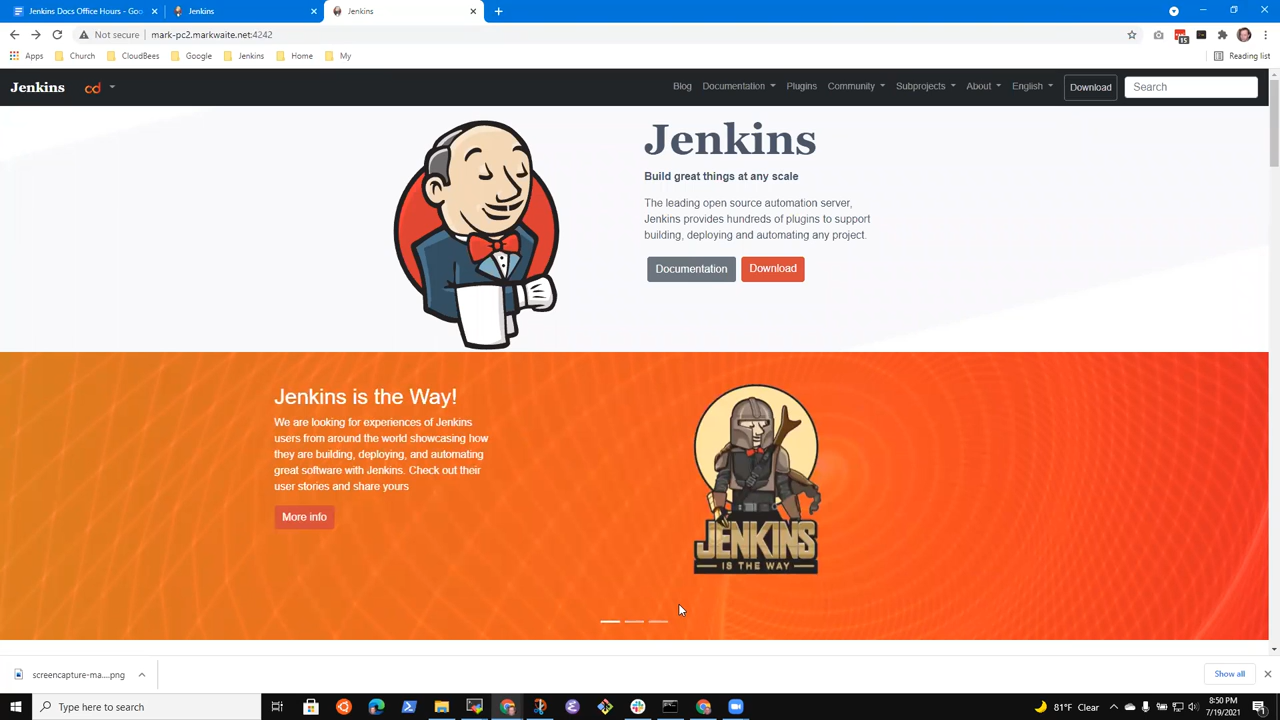 Jenkins Docs Office Hours - Goo
Jenkins
Jenkins
Not secure
mark-pc2.markwaite.net:4242
15
Apps
Church
CloudBees
Google
Jenkins
Home
My
Reading list
Jenkins
cd
Blog
Documentation
Plugins
Community
Subprojects
About
English
Download
Search
Jenkins
Build great things at any scale
The leading open source automation server,
Jenkins provides hundreds of plugins to support
building, deploying and automating any project.
Documentation
Download
Jenkins is the Way!
We are looking for experiences of Jenkins
users from around the world showcasing how
they are building, deploying, and automating
great software with Jenkins. Check out their
user stories and share yours
More info
JENKINS
IS THE WAY
screencapture-ma....png
Show all
Type here to search
81°F Clear
8:50 PM
7/19/2021